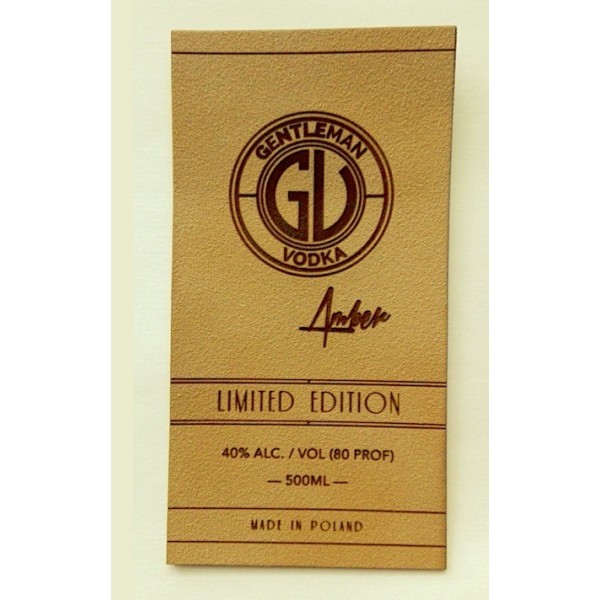 GENTLEMAN
GV
VODKA
Amber
LIMITED EDITION
40% ALC. / VOL (80 PROF)
— 500ML —
MADE IN POLAND